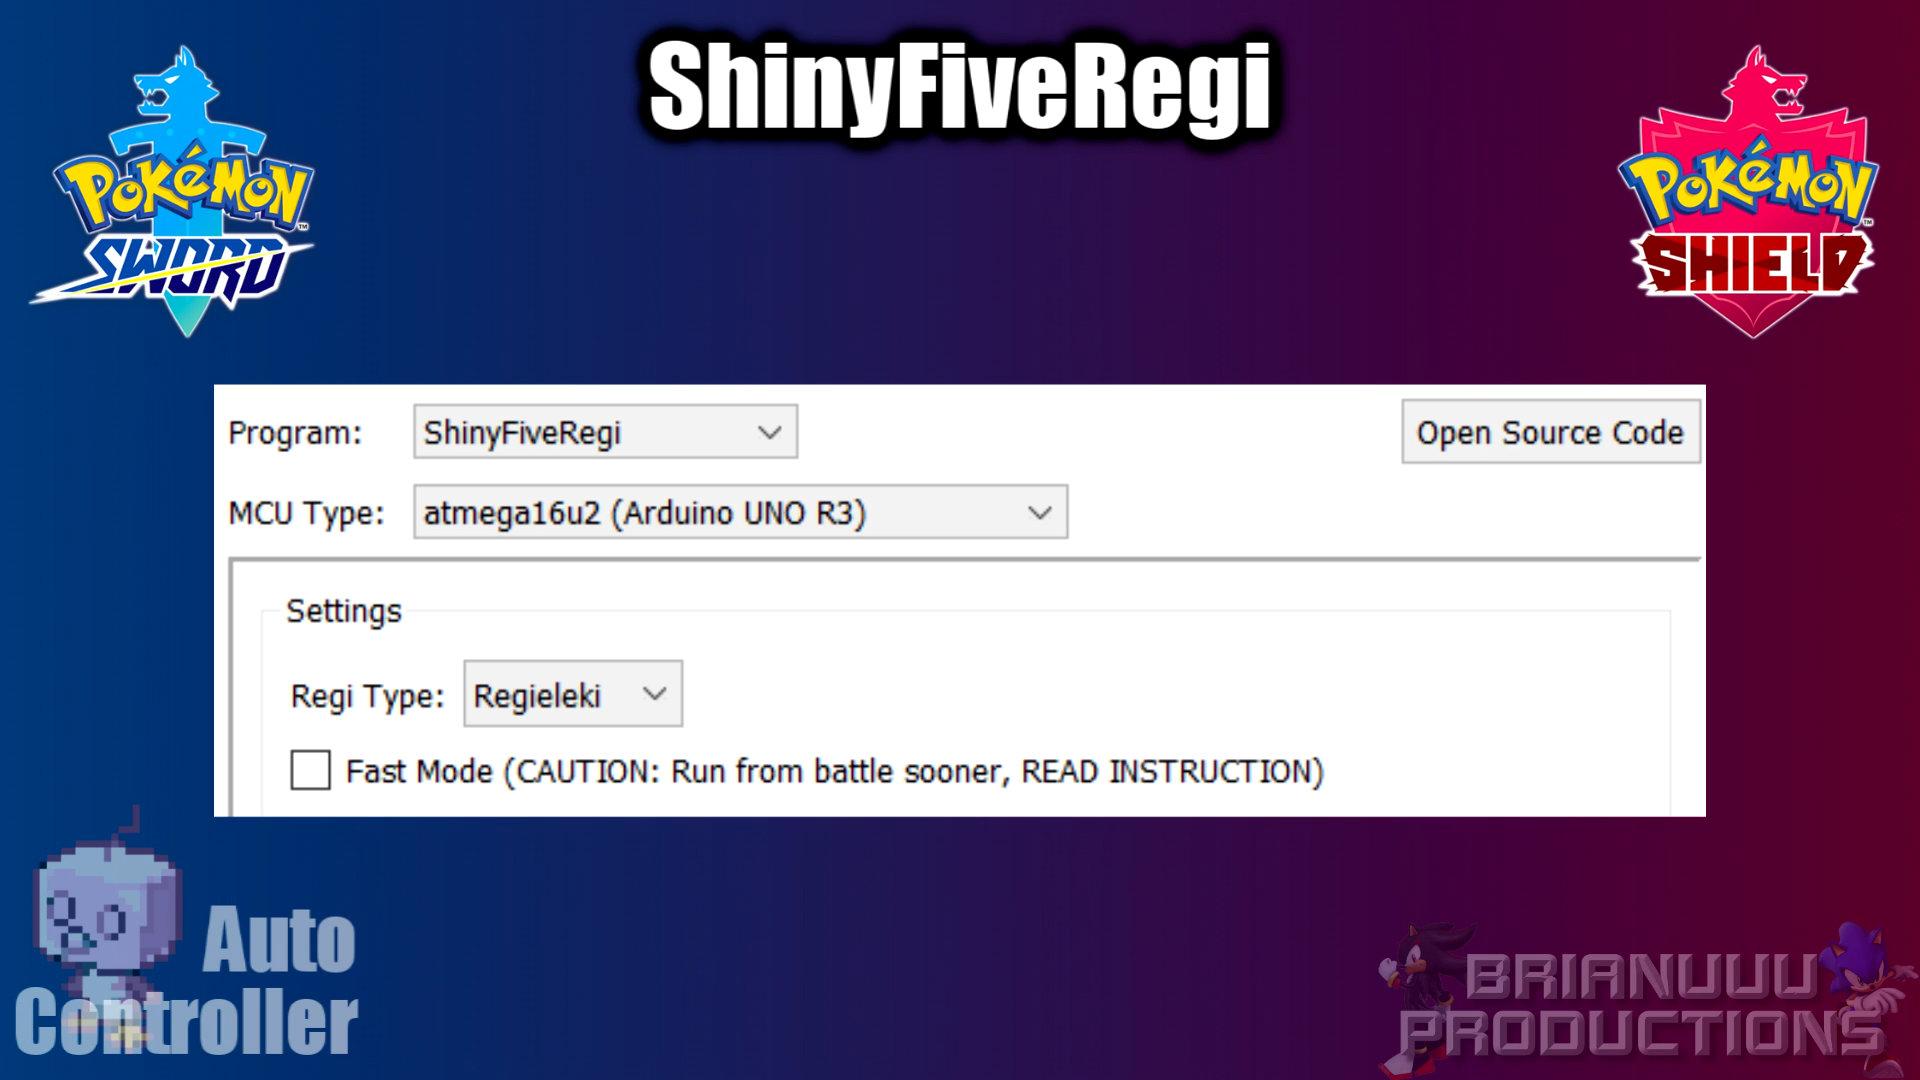 ShinyFiveRegi
POKéMON
SWORD
POKéMON
SHIELD
Program: ShinyFiveRegi
Open Source Code
MCU Type: atmega16u2 (Arduino UNO R3)
Settings
Regi Type: Regieleki
Fast Mode (CAUTION: Run from battle sooner, READ INSTRUCTION)
Auto
Controller
BRIANUUU
PRODUCTIONS